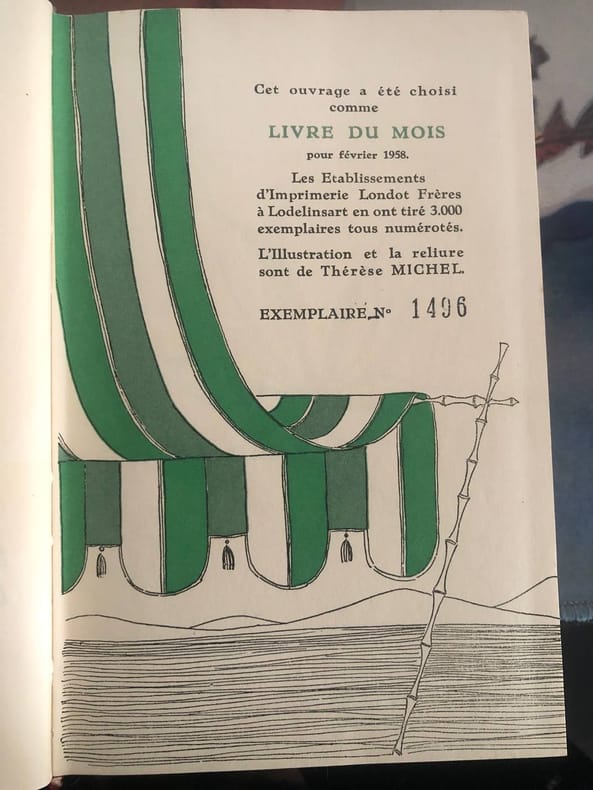 Cet ouvrage a été choisi
comme
LIVRE DU MOIS
pour février 1958.
Les Etablissements
d'Imprimerie Londot Frères
à Lodelinsart en ont tiré 3.000
exemplaires tous numérotés.
L'Illustration et la reliure
sont de Thérèse MICHEL.
EXEMPLAIRE Nº 1496